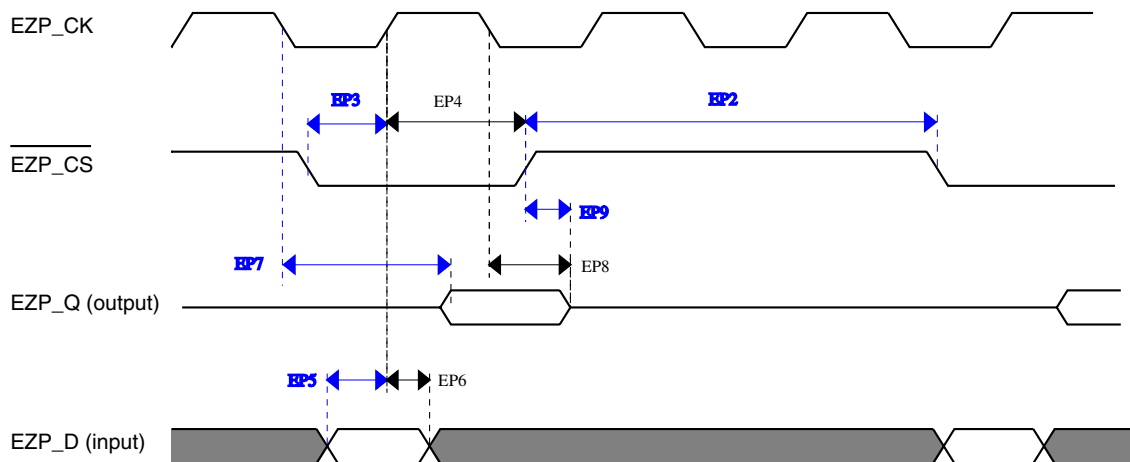 EZP_CK
EP3
EP4
EP2
EZP_CS
EP9
EP7
EP8
EZP_Q (output)
EP5
EP6
EZP_D (input)